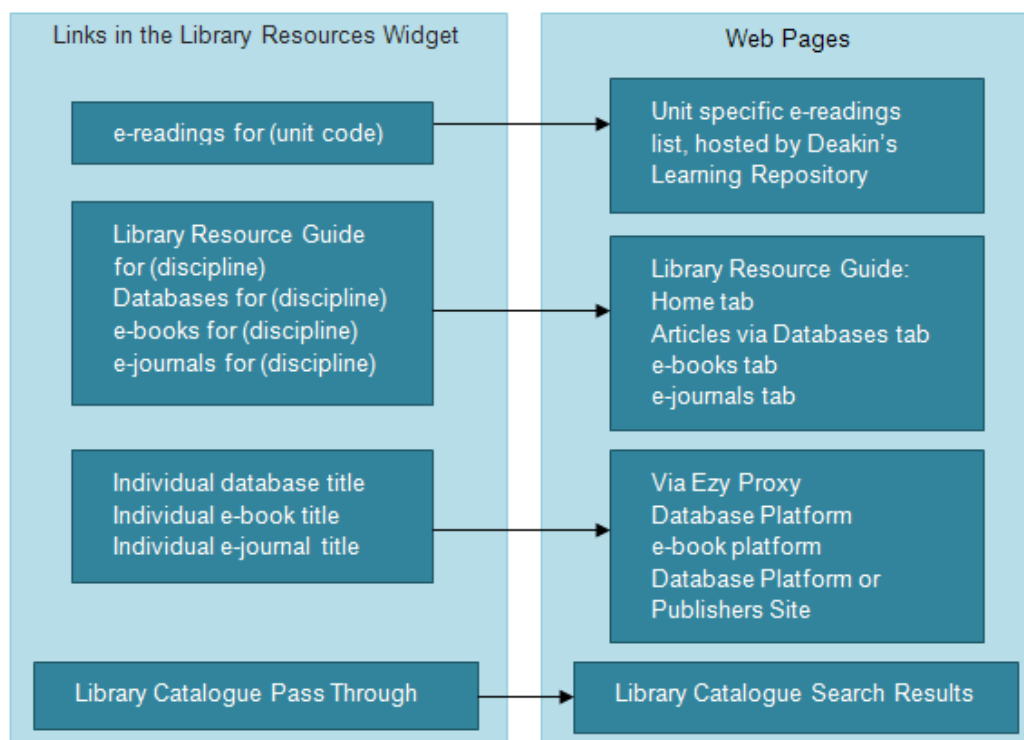 Links in the Library Resources Widget
e-readings for (unit code)
Library Resource Guide
for (discipline)
Databases for (discipline)
e-books for (discipline)
e-journals for (discipline)
Individual database title
Individual e-book title
Individual e-journal title
Library Catalogue Pass Through
Web Pages
Unit specific e-readings
list, hosted by Deakin's
Learning Repository
Library Resource Guide:
Home tab
Articles via Databases tab
e-books tab
e-journals tab
Via Ezy Proxy
Database Platform
e-book platform
Database Platform or
Publishers Site
Library Catalogue Search Results